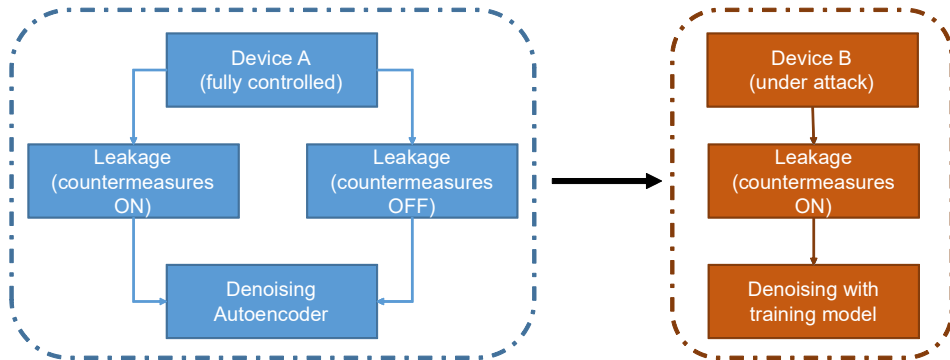 Device A
(fully controlled)
Leakage
(countermeasures
ON)
Leakage
(countermeasures
OFF)
Denoising
Autoencoder
Device B
(under attack)
Leakage
(countermeasures
ON)
Denoising with
training model